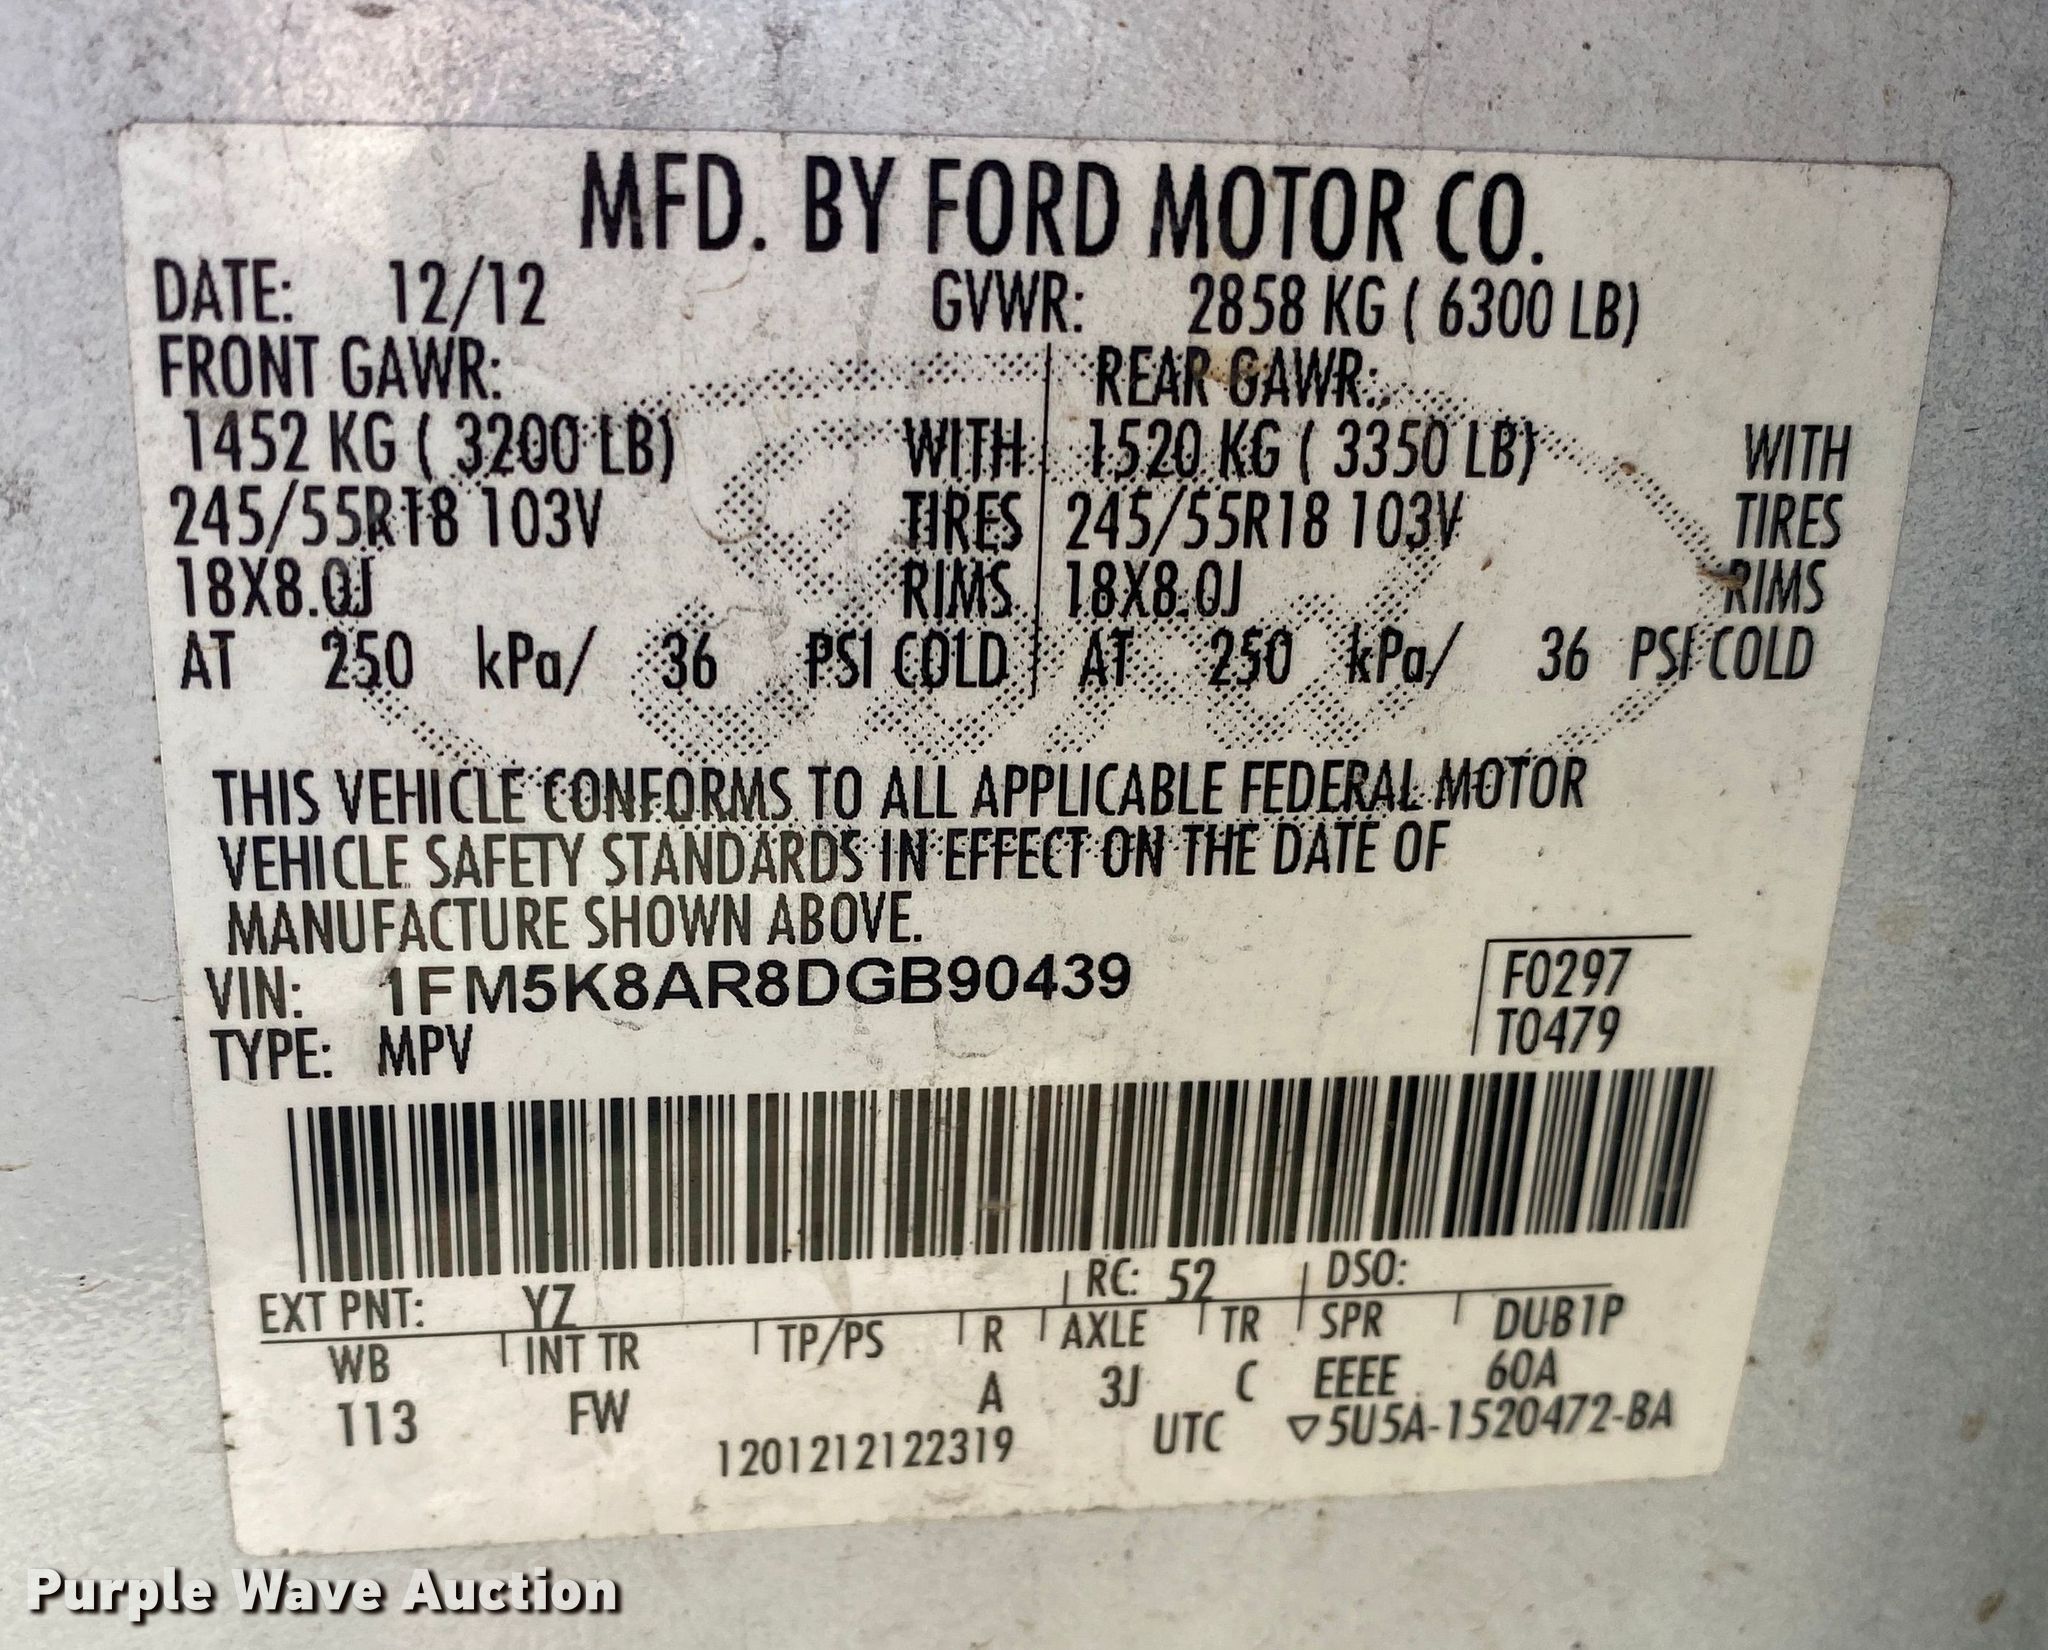 MFD. BY FORD MOTOR CO.
DATE: 12/12 GVWR: 2858 KG ( 6300 LB)
FRONT GAWR: REAR GAWR:
1452 KG ( 3200 LB) WITH 1520 KG ( 3350 LB) WITH
245/55R18 103V TIRES 245/55R18 103V TIRES
18X8.0J RIMS 18X8.0J RIMS
AT 250 kPa/ 36 PSI COLD AT 250 kPa/ 36 PSI COLD
THIS VEHICLE CONFORMS TO ALL APPLICABLE FEDERAL MOTOR
VEHICLE SAFETY STANDARDS IN EFFECT ON THE DATE OF
MANUFACTURE SHOWN ABOVE.
VIN: 1FM5K8AR8DGB90439 F0297
TYPE: MPV T0479
EXT PNT: YZ RC: 52 DSO:
WB INT TR TP/PS R AXLE TR SPR DUB1P
113 FW A 3J C EEEE 60A
1201212122319 UTC ▽5U5A-1520472-BA
Purple Wave Auction